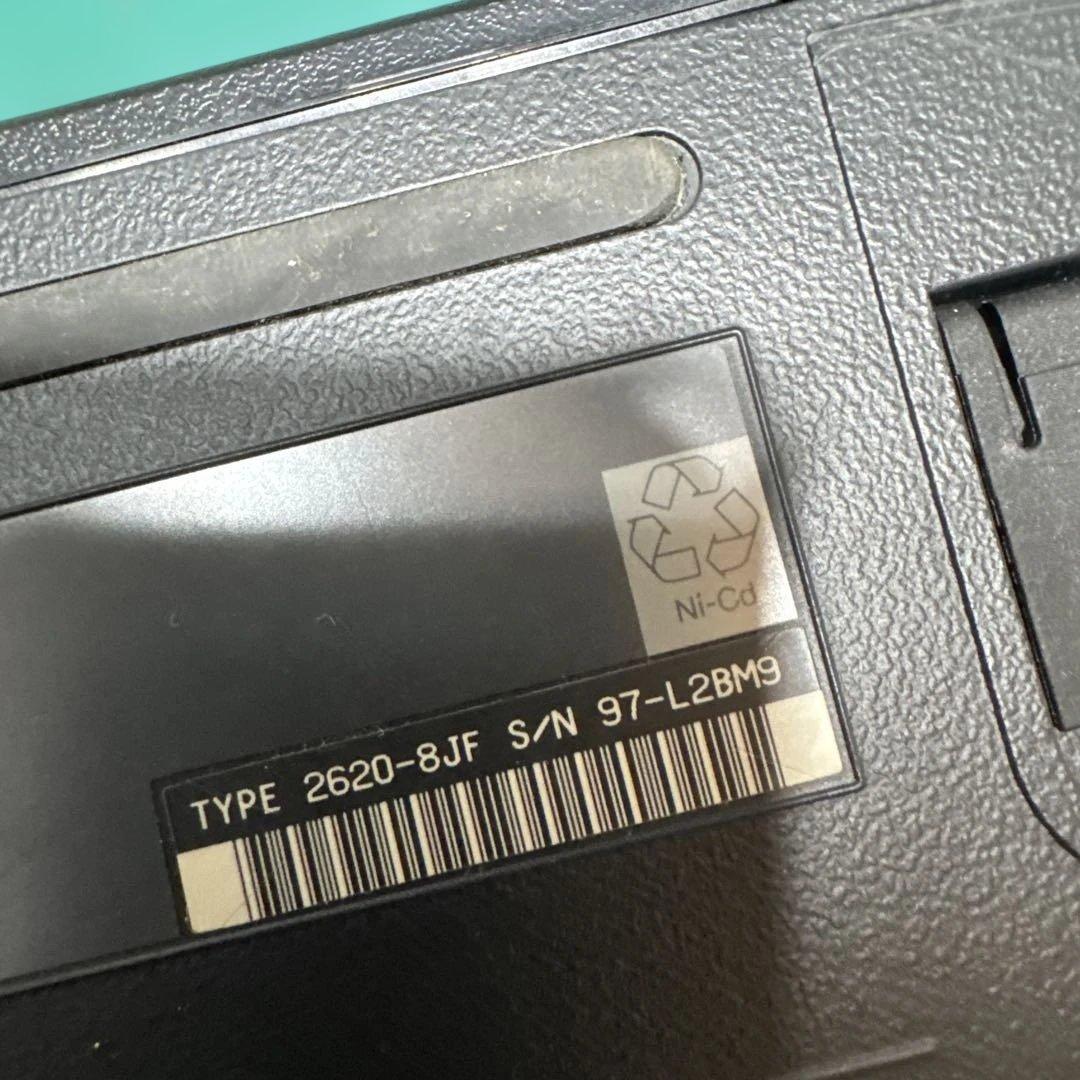 Ni-Cd
TYPE 2620-8JF S/N 97-L2BM9